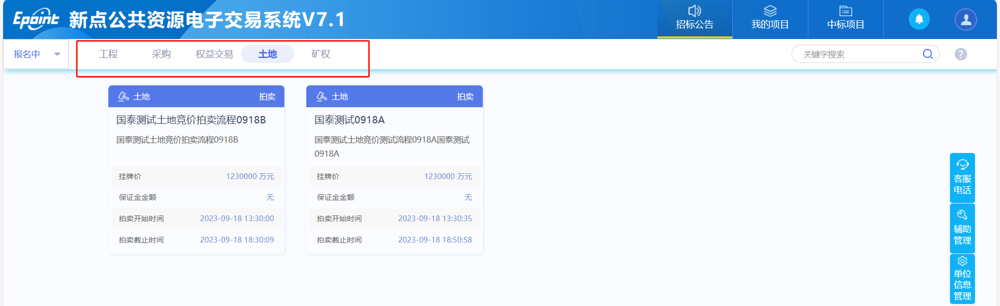 Epoint 新点公共资源电子交易系统V7.1
招标公告
我的项目
中标项目
报名中
工程
采购
权益交易
土地
矿权
关键字搜索
?
土地 拍卖
国泰测试土地竞价拍卖流程0918B
国泰测试土地竞价拍卖流程0918B
挂牌价 1230000 万元
保证金金额 无
拍卖开始时间 2023-09-18 13:30:00
拍卖截止时间 2023-09-18 18:30:09
土地 拍卖
国泰测试0918A
国泰测试土地竞价测试流程0918A国泰测试
0918A
挂牌价 1230000 万元
保证金金额 无
拍卖开始时间 2023-09-18 13:30:35
拍卖截止时间 2023-09-18 18:50:58
客服
电话
辅助
管理
单位
信息
管理